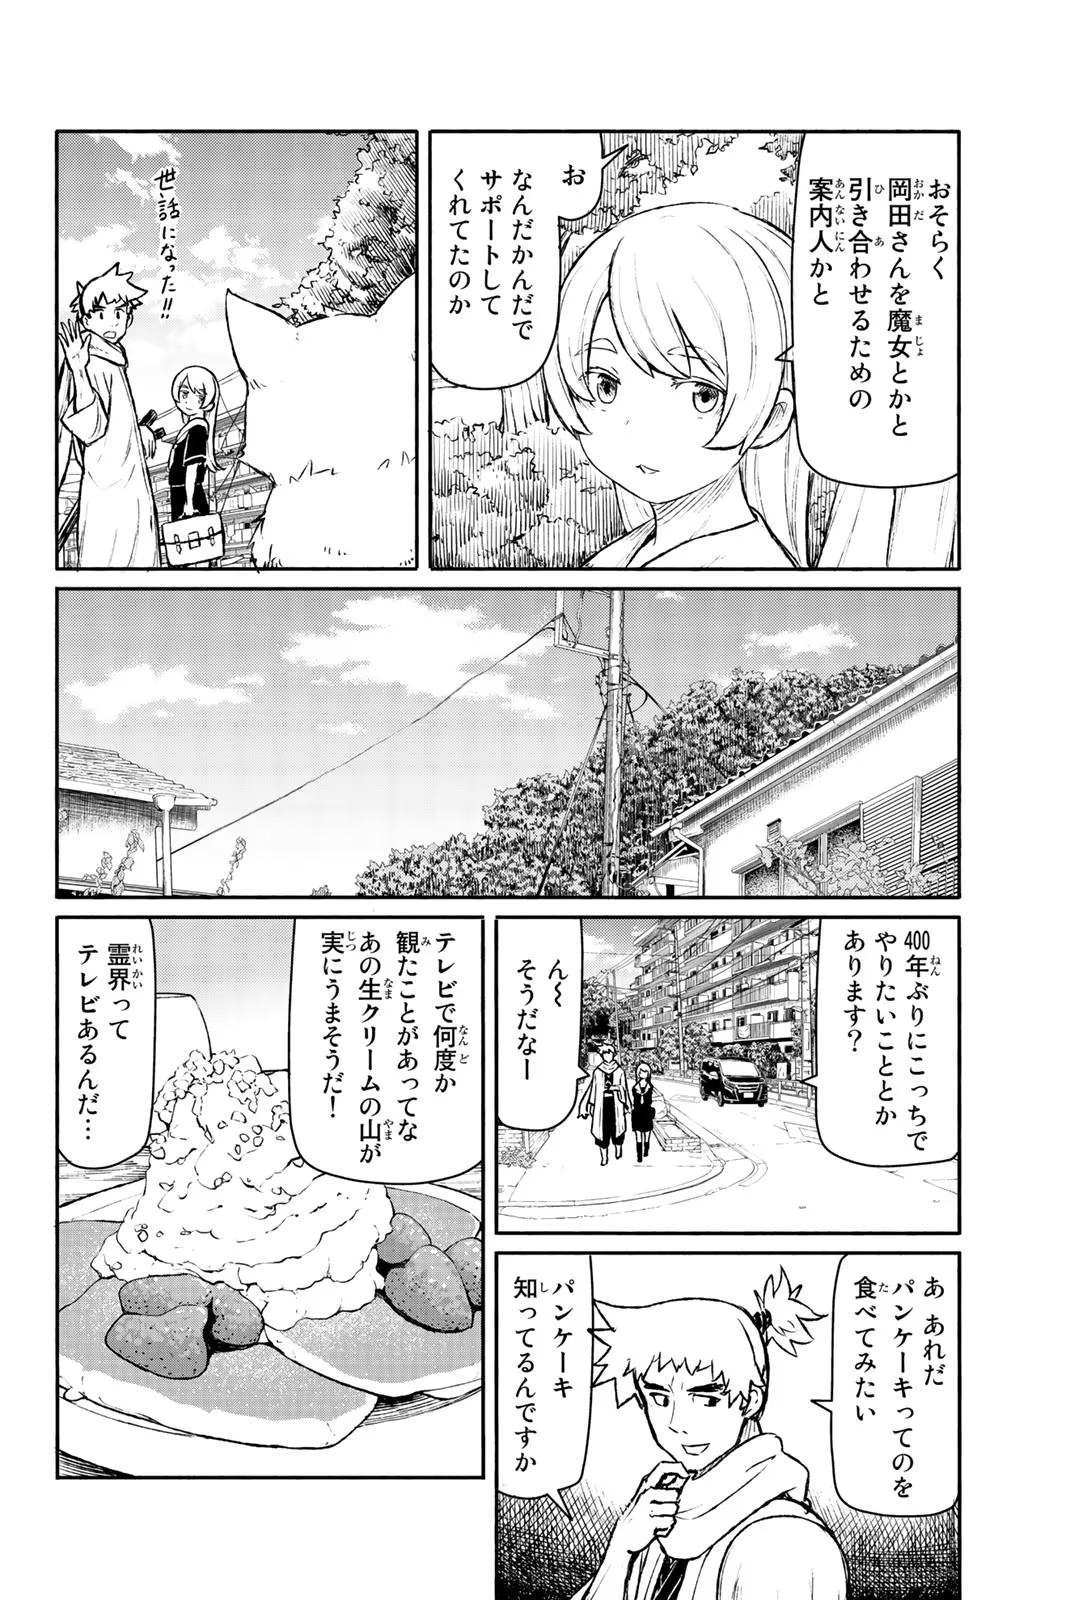 おそらく
岡田さんを魔女とかと
引き合わせるための
案内人かと
お
なんだかんだで
サポートして
くれてたのか
世話になった!!
400年ぶりにこっちで
やりたいこととか
あります?
ん〜
そうだなー
あ あれだ
パンケーキってのを
食べてみたい
パンケーキ
知ってるんですか
テレビで何度か
観たことがあってな
あの生クリームの山が
実にうまそうだ!
霊界って
テレビあるんだ…